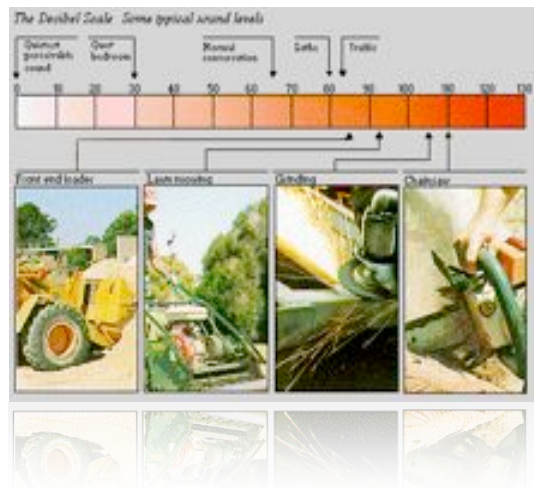 The Decibel Scale Some typical sound levels
Quietest perceptible sound
Quiet bedroom
Normal conversation
Lathe
Traffic
0 10 20 30 40 50 60 70 80 90 100 110 120 130
Front end loader
Lawn mowing
Grinding
Chainsaw